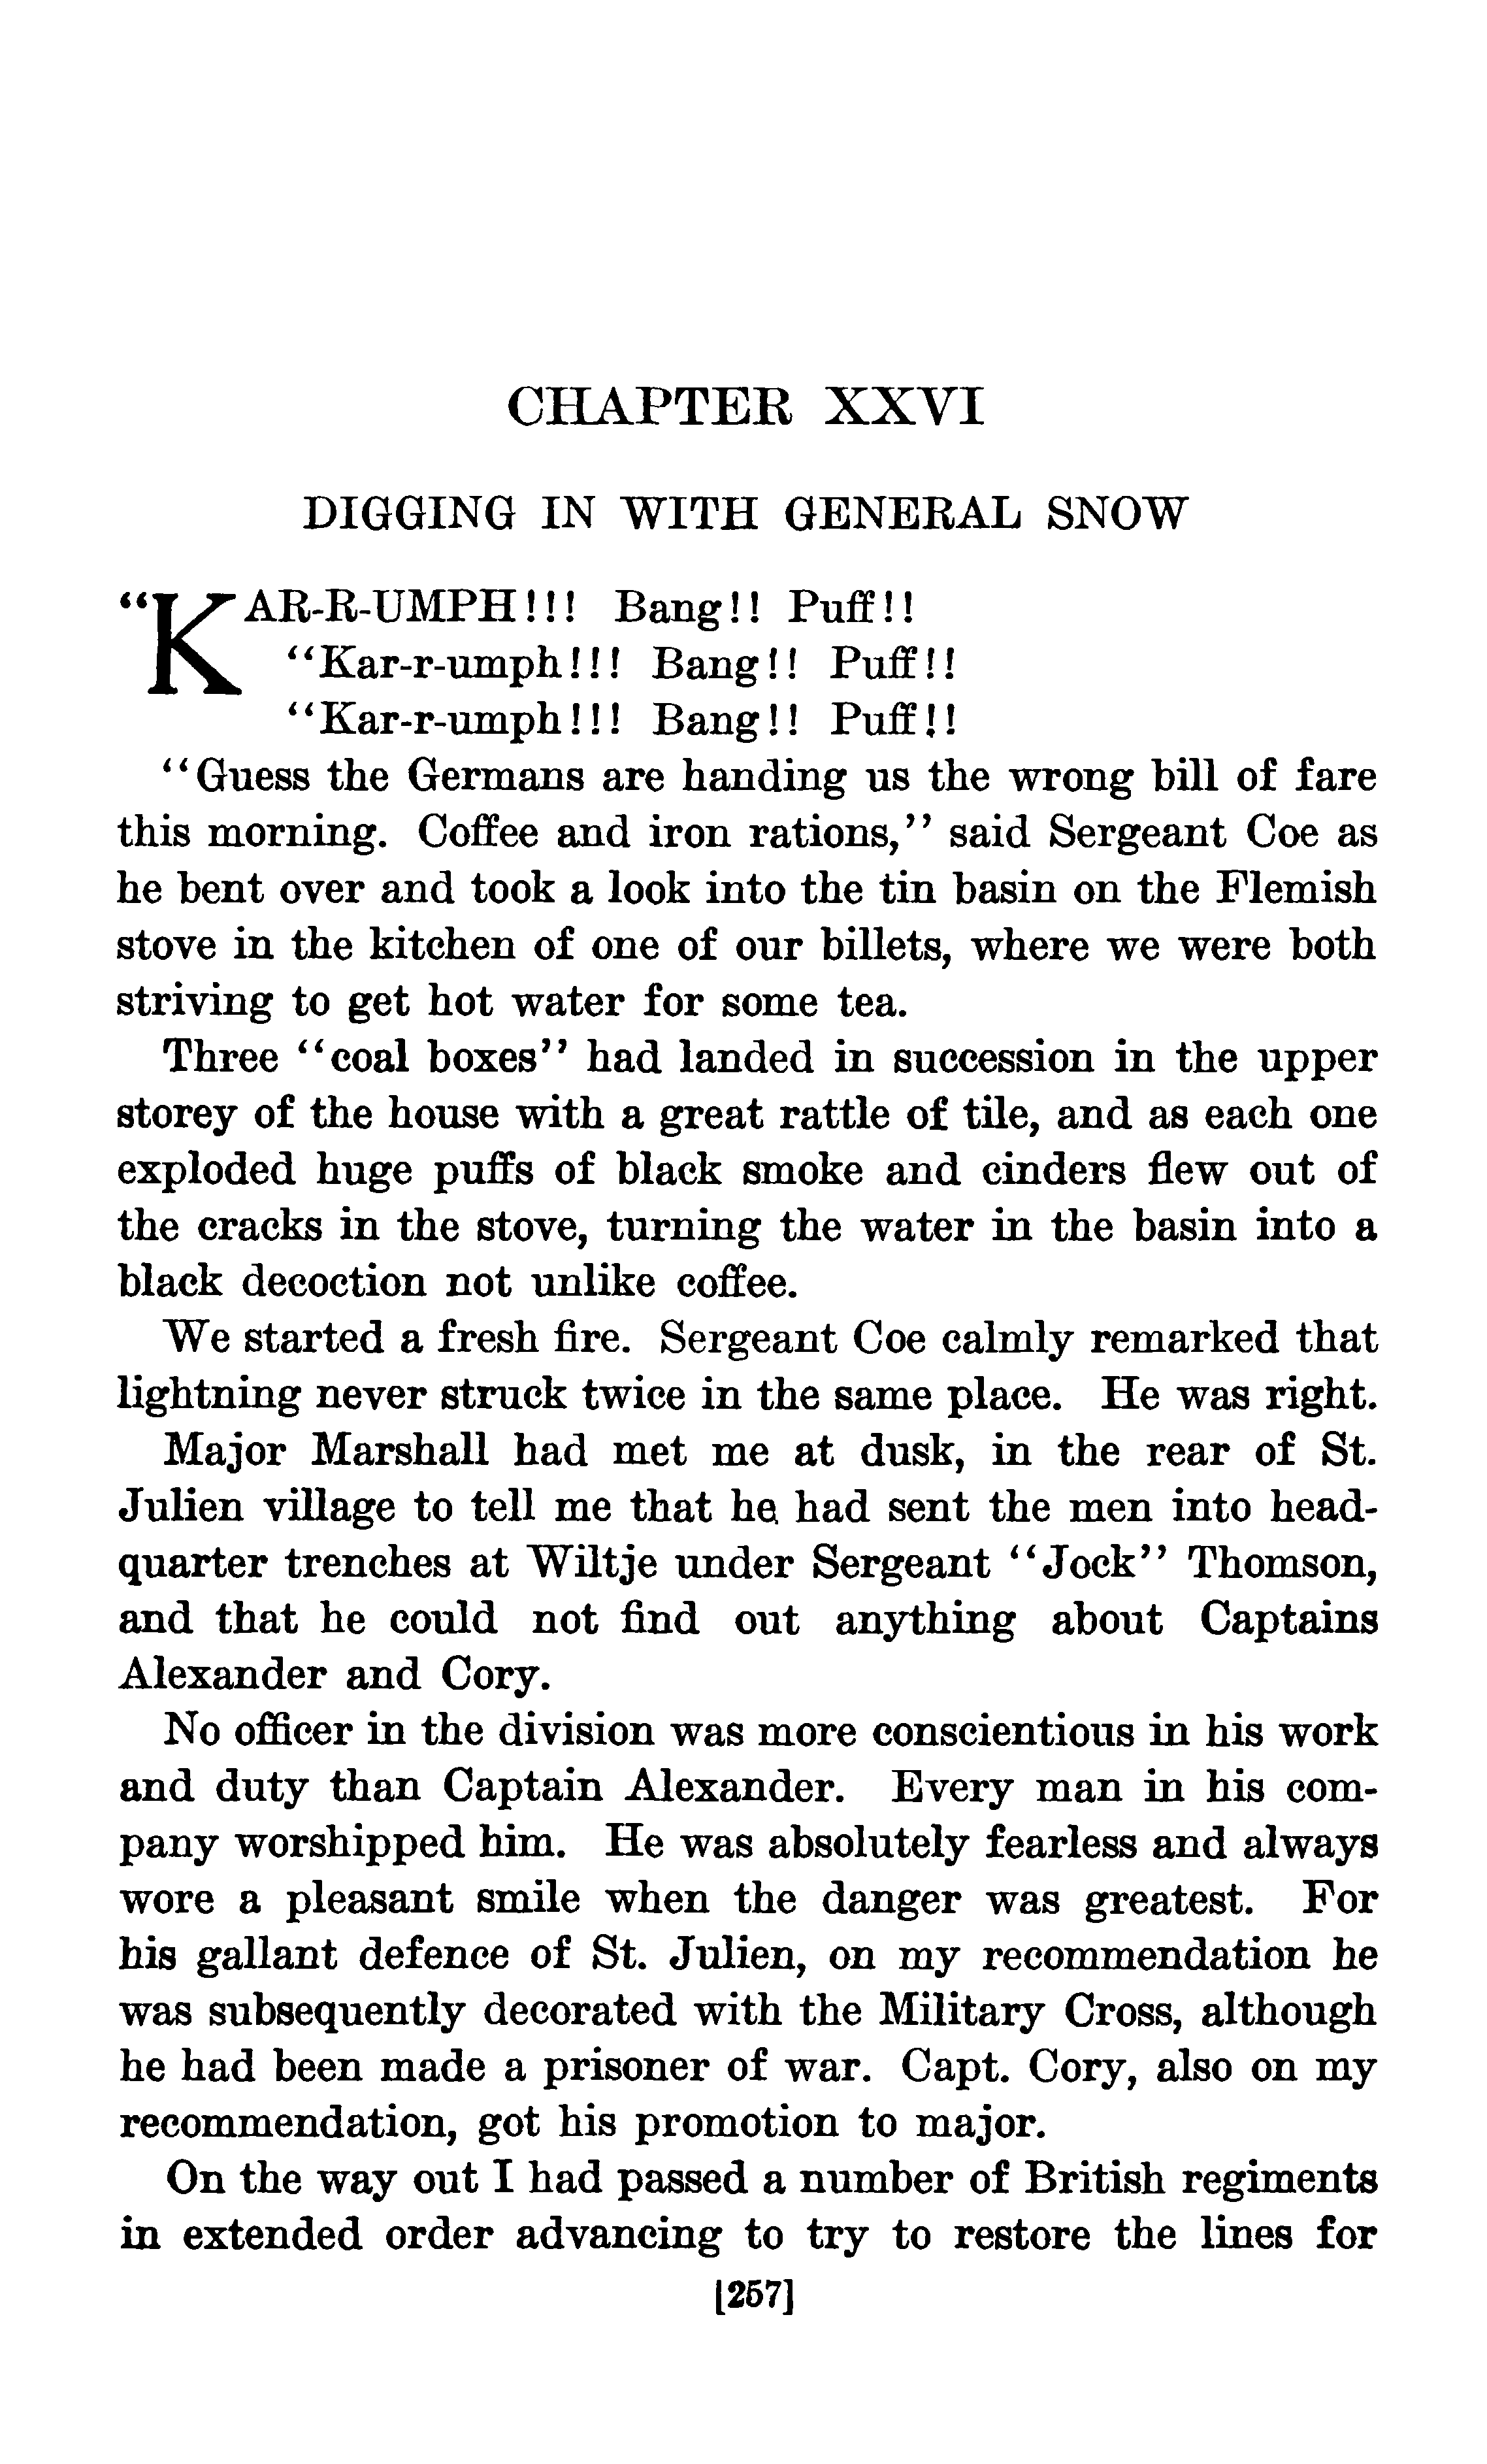 CHAPTER XXVI
DIGGING IN WITH GENERAL SNOW
"KAR-R-UMPH!!! Bang!! Puff!!
"Kar-r-umph!!! Bang!! Puff!!
"Kar-r-umph!!! Bang!! Puff!!
"Guess the Germans are handing us the wrong bill of fare
this morning. Coffee and iron rations," said Sergeant Coe as
he bent over and took a look into the tin basin on the Flemish
stove in the kitchen of one of our billets, where we were both
striving to get hot water for some tea.
Three "coal boxes" had landed in succession in the upper
storey of the house with a great rattle of tile, and as each one
exploded huge puffs of black smoke and cinders flew out of
the cracks in the stove, turning the water in the basin into a
black decoction not unlike coffee.
We started a fresh fire. Sergeant Coe calmly remarked that
lightning never struck twice in the same place. He was right.
Major Marshall had met me at dusk, in the rear of St.
Julien village to tell me that he had sent the men into head-
quarter trenches at Wiltje under Sergeant "Jock" Thomson,
and that he could not find out anything about Captains
Alexander and Cory.
No officer in the division was more conscientious in his work
and duty than Captain Alexander. Every man in his com-
pany worshipped him. He was absolutely fearless and always
wore a pleasant smile when the danger was greatest. For
his gallant defence of St. Julien, on my recommendation he
was subsequently decorated with the Military Cross, although
he had been made a prisoner of war. Capt. Cory, also on my
recommendation, got his promotion to major.
On the way out I had passed a number of British regiments
in extended order advancing to try to restore the lines for
[257]